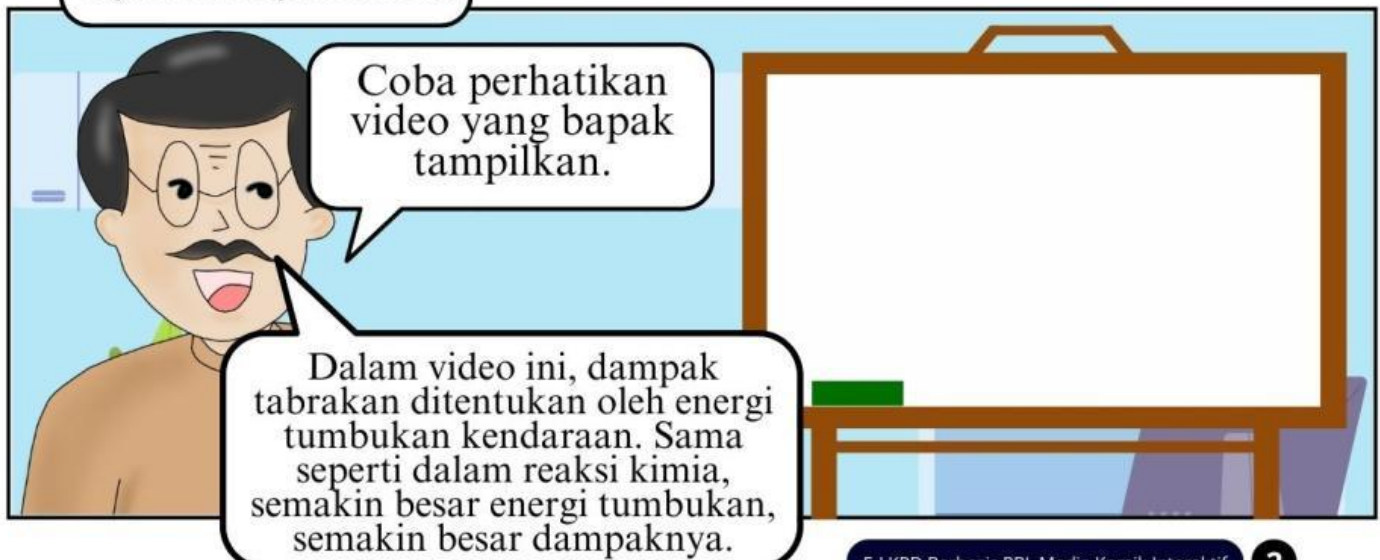 Coba perhatikan
video yang bapak
tampilkan.
Dalam video ini, dampak
tabrakan ditentukan oleh energi
tumbukan kendaraan. Sama
seperti dalam reaksi kimia,
semakin besar energi tumbukan,
semakin besar dampaknya.